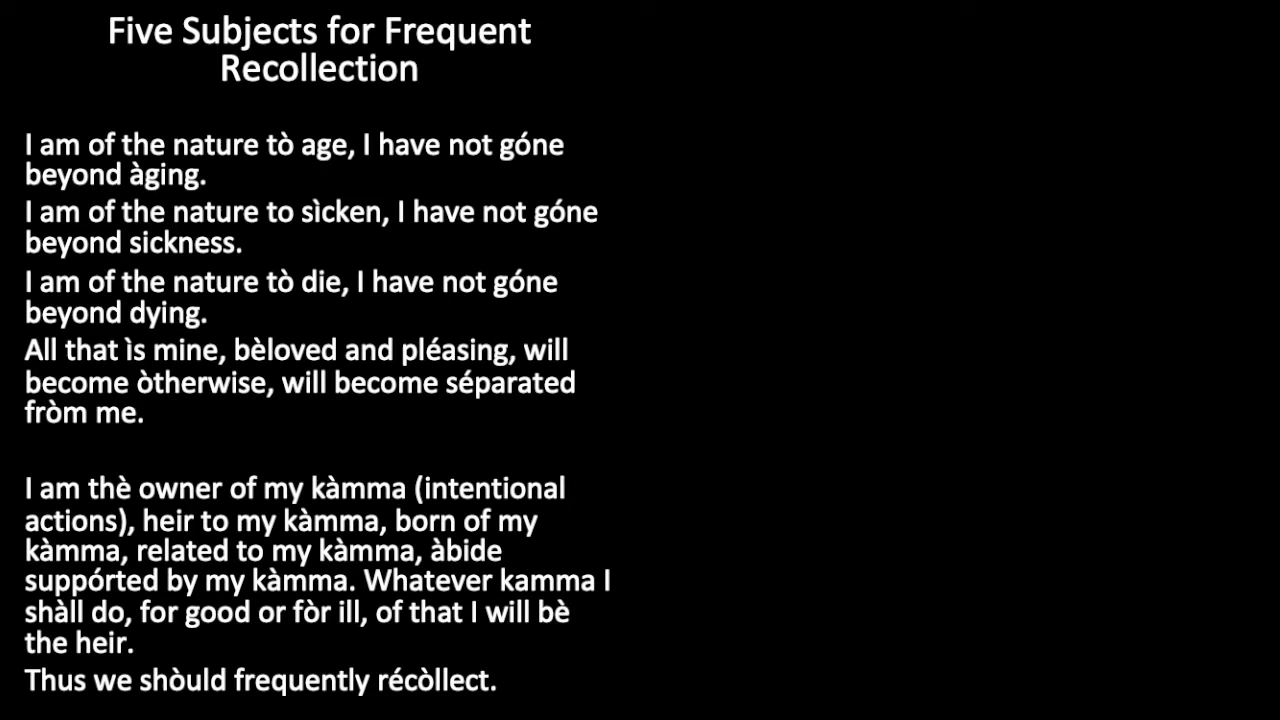 Five Subjects for Frequent
Recollection
I am of the nature tò age, I have not góne
beyond àging.
I am of the nature to sìcken, I have not góne
beyond sickness.
I am of the nature tò die, I have not góne
beyond dying.
All that ìs mine, bèloved and pléasing, will
become òtherwise, will become séparated
fròm me.
I am thè owner of my kàmma (intentional
actions), heir to my kàmma, born of my
kàmma, related to my kàmma, àbide
suppórted by my kàmma. Whatever kamma I
shàll do, for good or fòr ill, of that I will bè
the heir.
Thus we shòuld frequently récòllect.